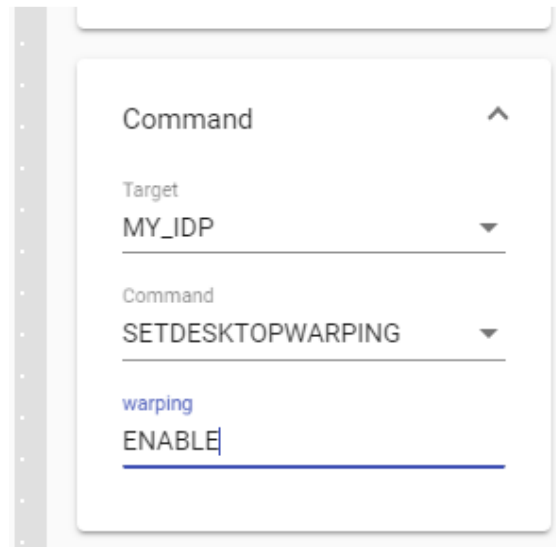 Command
Target
MY_IDP
Command
SETDESKTOPWARPING
warping
ENABLE